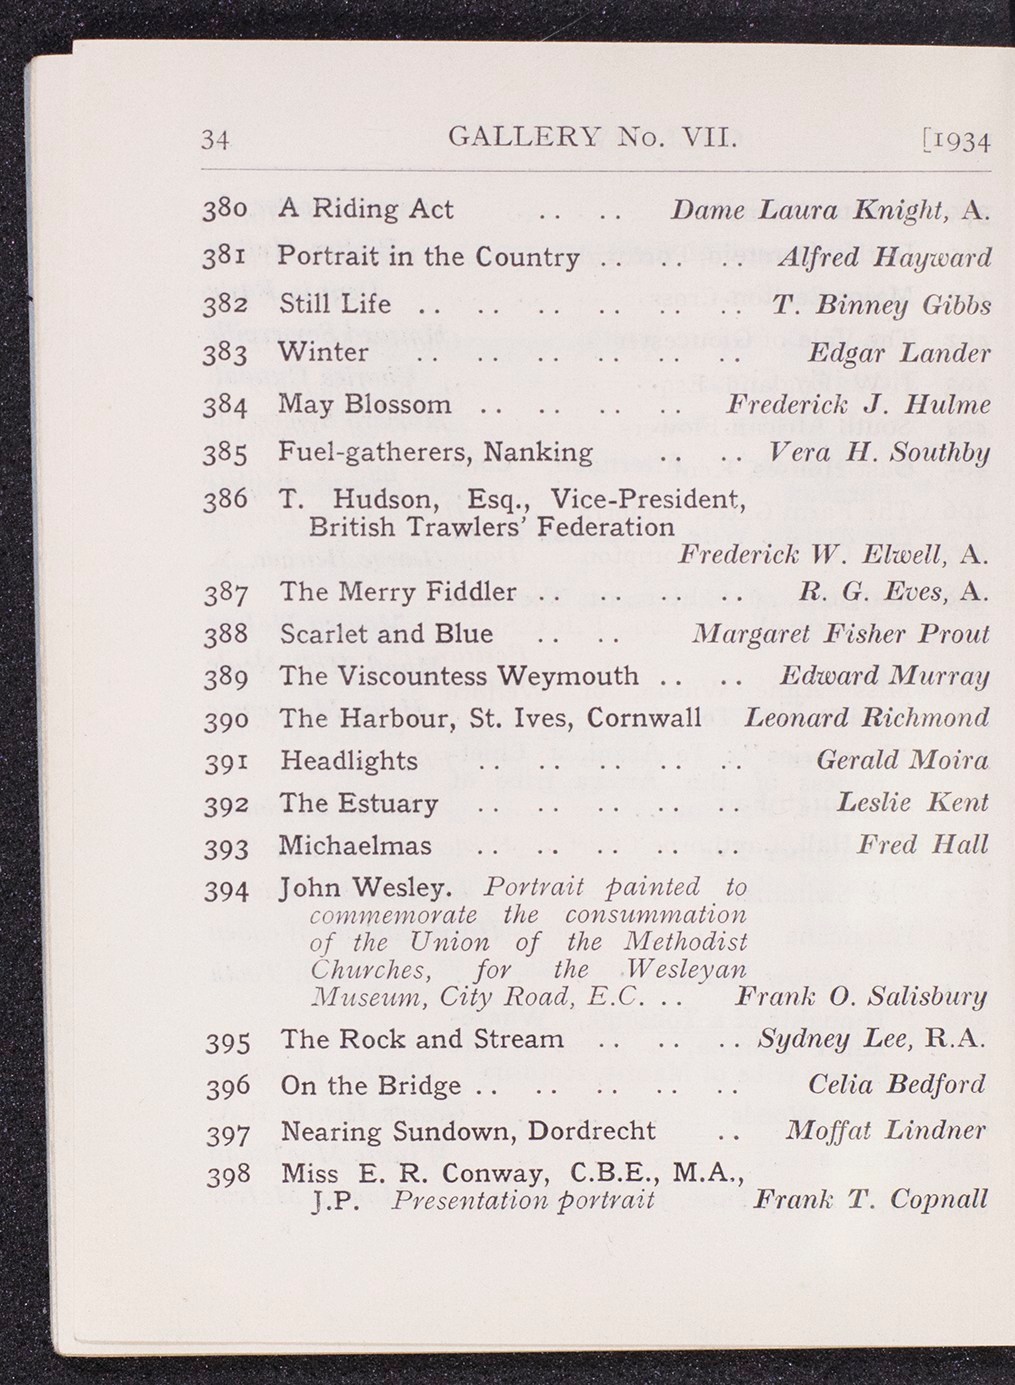 34 GALLERY No. VII. [1934
380 A Riding Act .. .. Dame Laura Knight, A.
381 Portrait in the Country .. .. .. Alfred Hayward
382 Still Life .. .. .. .. .. .. T. Binney Gibbs
383 Winter .. .. .. .. .. .. Edgar Lander
384 May Blossom .. .. .. .. Frederick J. Hulme
385 Fuel-gatherers, Nanking .. .. Vera H. Southby
386 T. Hudson, Esq., Vice-President,
British Trawlers' Federation
Frederick W. Elwell, A.
387 The Merry Fiddler .. .. .. .. R. G. Eves, A.
388 Scarlet and Blue .. .. Margaret Fisher Prout
389 The Viscountess Weymouth .. .. Edward Murray
390 The Harbour, St. Ives, Cornwall Leonard Richmond
391 Headlights .. .. .. .. .. Gerald Moira
392 The Estuary .. .. .. .. .. Leslie Kent
393 Michaelmas .. .. .. .. .. Fred Hall
394 John Wesley. Portrait painted to
commemorate the consummation
of the Union of the Methodist
Churches, for the Wesleyan
Museum, City Road, E.C. .. Frank O. Salisbury
395 The Rock and Stream .. .. .. Sydney Lee, R.A.
396 On the Bridge .. .. .. .. .. Celia Bedford
397 Nearing Sundown, Dordrecht .. Moffat Lindner
398 Miss E. R. Conway, C.B.E., M.A.,
J.P. Presentation portrait Frank T. Copnall